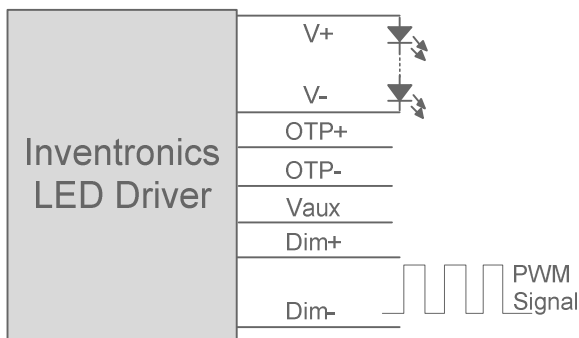 V+
V-
Inventronics
LED Driver
OTP+
OTP-
Vaux
Dim+
PWM
Signal
Dim-